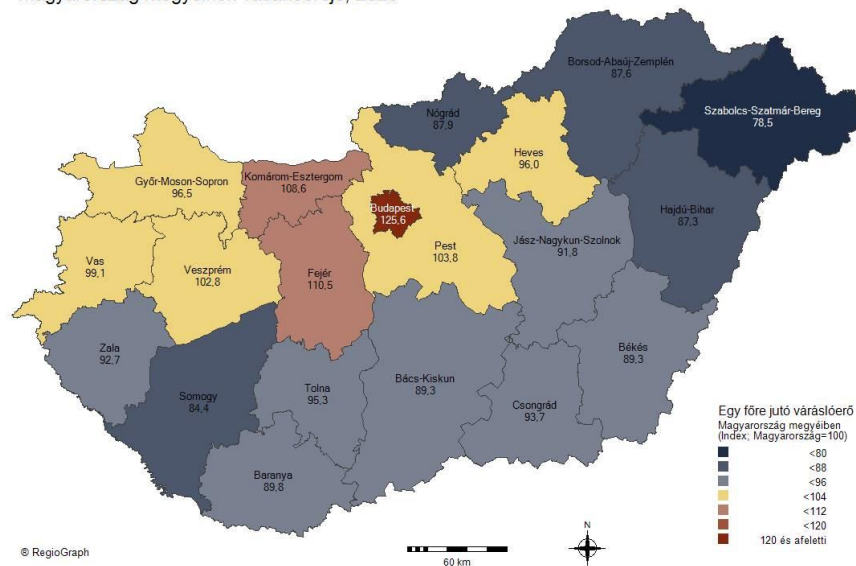 Borsod-Abaúj-Zemplén
87,6
Szabolcs-Szatmár-Bereg
78,5
Nógrád
87,9
Heves
96,0
Győr-Moson-Sopron
96,5
Komárom-Esztergom
108,6
Hajdú-Bihar
87,3
Budapest
125,6
Pest
103,8
Jász-Nagykun-Szolnok
91,8
Vas
99,1
Veszprém
102,8
Fejér
110,5
Zala
92,7
Békés
89,3
Tolna
95,3
Bács-Kiskun
89,3
Somogy
84,4
Csongrád
93,7
Baranya
89,8
Egy főre jutó váráslóerő
Magyarország megyéiben
(Index; Magyarország=100)
<80
<88
<96
<104
<112
<120
120 és afeletti
N
60 km
© RegioGraph